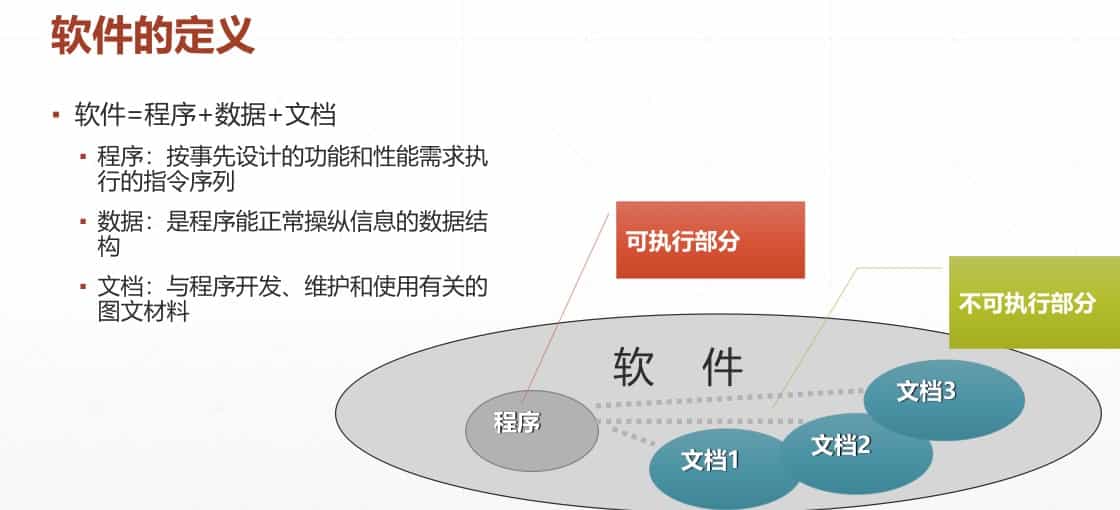 软件的定义
软件=程序+数据+文档
程序：按事先设计的功能和性能需求执
行的指令序列
数据：是程序能正常操纵信息的数据结
构
文档：与程序开发、维护和使用有关的
图文材料
可执行部分
不可执行部分
软 件
程序
文档1
文档2
文档3